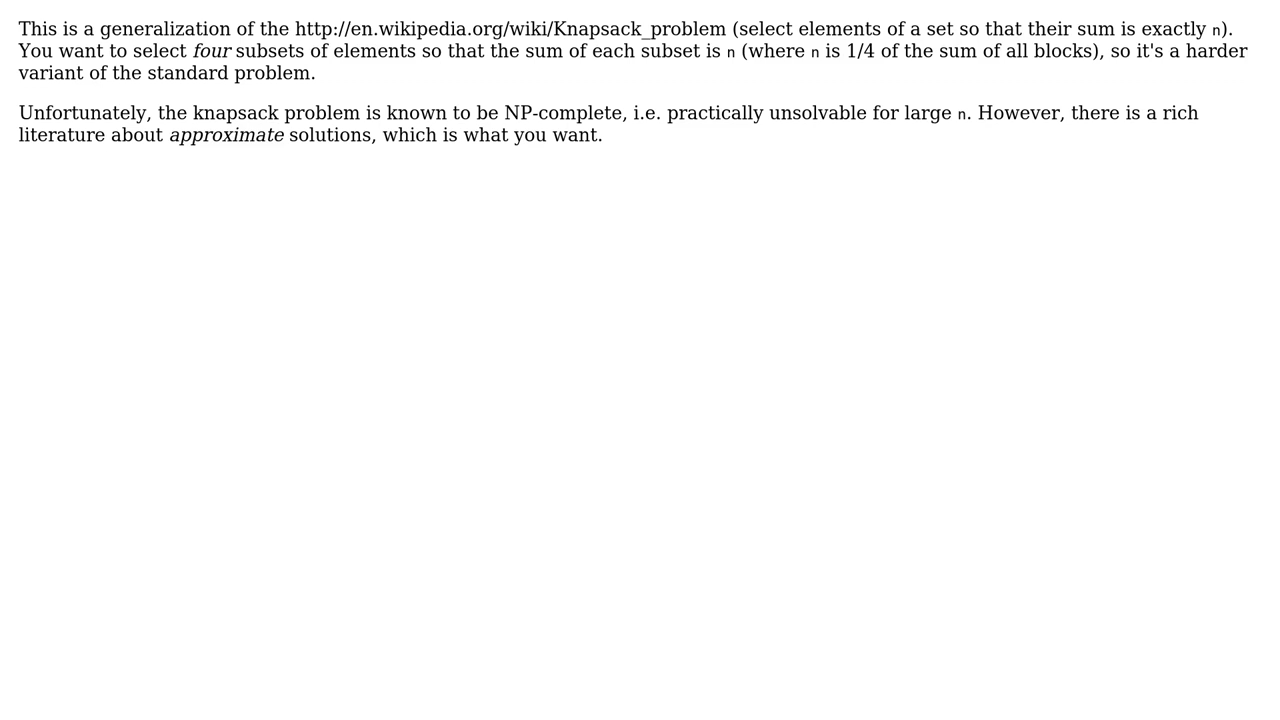 This is a generalization of the http://en.wikipedia.org/wiki/Knapsack_problem (select elements of a set so that their sum is exactly n).
You want to select four subsets of elements so that the sum of each subset is n (where n is 1/4 of the sum of all blocks), so it's a harder
variant of the standard problem.
Unfortunately, the knapsack problem is known to be NP-complete, i.e. practically unsolvable for large n. However, there is a rich
literature about approximate solutions, which is what you want.